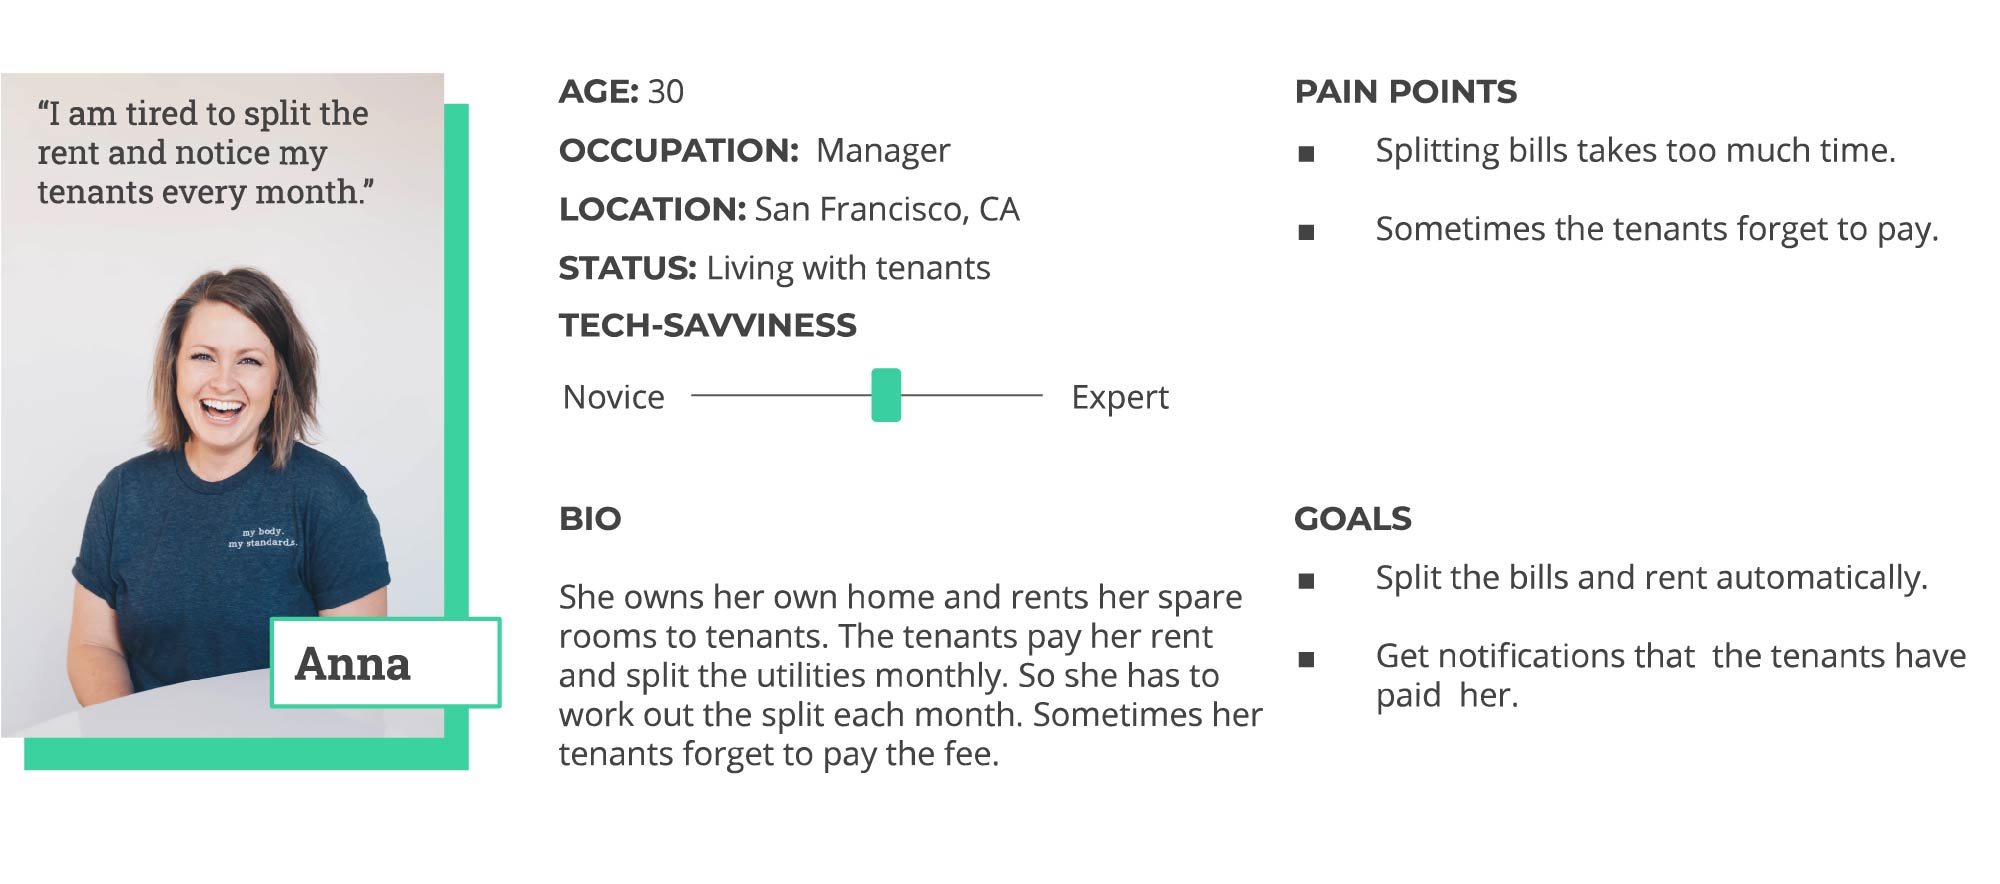 “I am tired to split the
rent and notice my
tenants every month.”
my body.
my standards.
Anna
AGE: 30
OCCUPATION: Manager
LOCATION: San Francisco, CA
STATUS: Living with tenants
TECH-SAVVINESS
Novice Expert
BIO
She owns her own home and rents her spare
rooms to tenants. The tenants pay her rent
and split the utilities monthly. So she has to
work out the split each month. Sometimes her
tenants forget to pay the fee.
PAIN POINTS
▪ Splitting bills takes too much time.
▪ Sometimes the tenants forget to pay.
GOALS
▪ Split the bills and rent automatically.
▪ Get notifications that the tenants have
paid her.